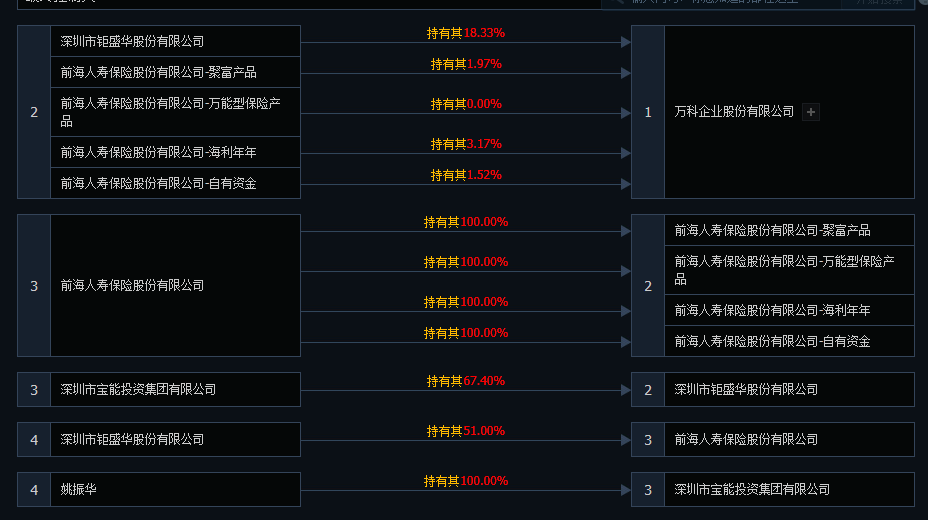 2
深圳市钜盛华股份有限公司
持有其18.33%
前海人寿保险股份有限公司-聚富产品
持有其1.97%
前海人寿保险股份有限公司-万能型保险产
品
持有其0.00%
前海人寿保险股份有限公司-海利年年
持有其3.17%
前海人寿保险股份有限公司-自有资金
持有其1.52%
1
万科企业股份有限公司 +
3
前海人寿保险股份有限公司
持有其100.00%
持有其100.00%
持有其100.00%
持有其100.00%
2
前海人寿保险股份有限公司-聚富产品
前海人寿保险股份有限公司-万能型保险产
品
前海人寿保险股份有限公司-海利年年
前海人寿保险股份有限公司-自有资金
3
深圳市宝能投资集团有限公司
持有其67.40%
2
深圳市钜盛华股份有限公司
4
深圳市钜盛华股份有限公司
持有其51.00%
3
前海人寿保险股份有限公司
4
姚振华
持有其100.00%
3
深圳市宝能投资集团有限公司